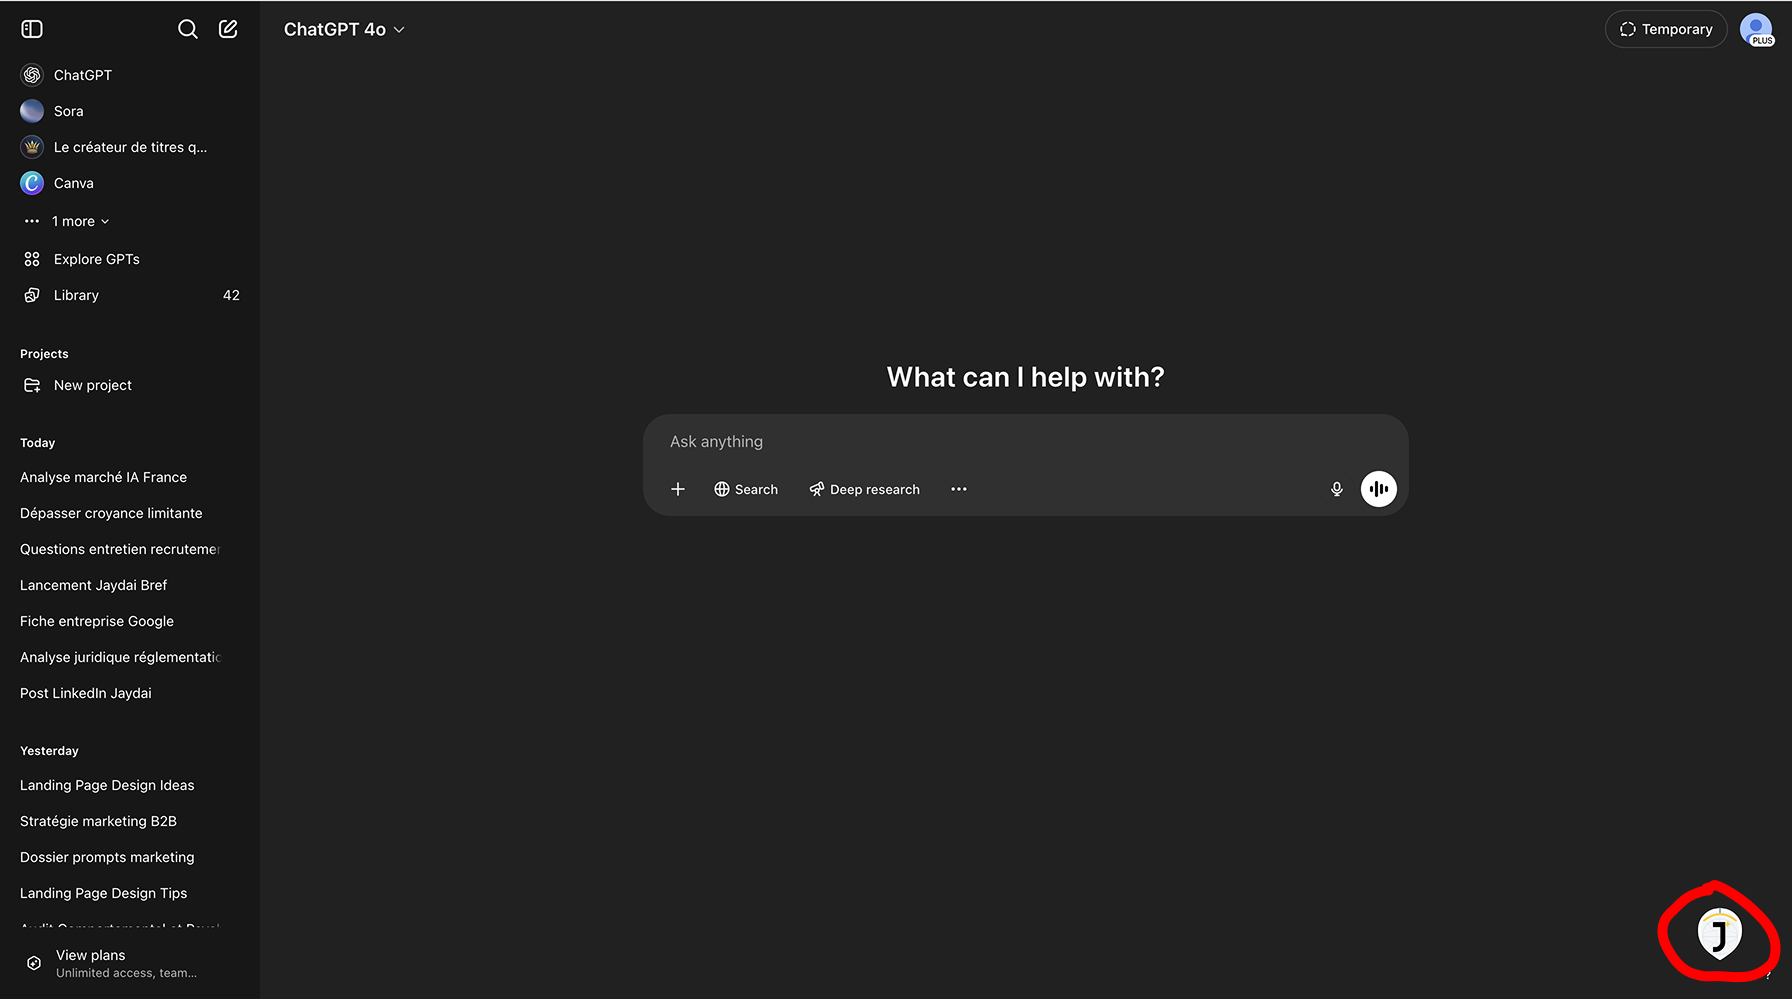 ChatGPT 4o
Temporary
PLUS
ChatGPT
Sora
Le créateur de titres q...
Canva
1 more
Explore GPTs
Library 42
Projects
New project
Today
Analyse marché IA France
Dépasser croyance limitante
Questions entretien recrutemen
Lancement Jaydai Bref
Fiche entreprise Google
Analyse juridique réglementatio
Post LinkedIn Jaydai
Yesterday
Landing Page Design Ideas
Stratégie marketing B2B
Dossier prompts marketing
Landing Page Design Tips
View plans
Unlimited access, team...
What can I help with?
Ask anything
Search
Deep research
J
?